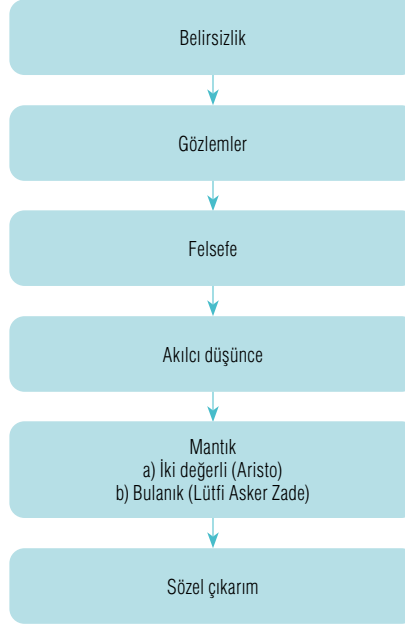 Belirsizlik
Gözlemler
Felsefe
Akılcı düşünce
Mantık
a) İki değerli (Aristo)
b) Bulanık (Lütfi Asker Zade)
Sözel çıkarım